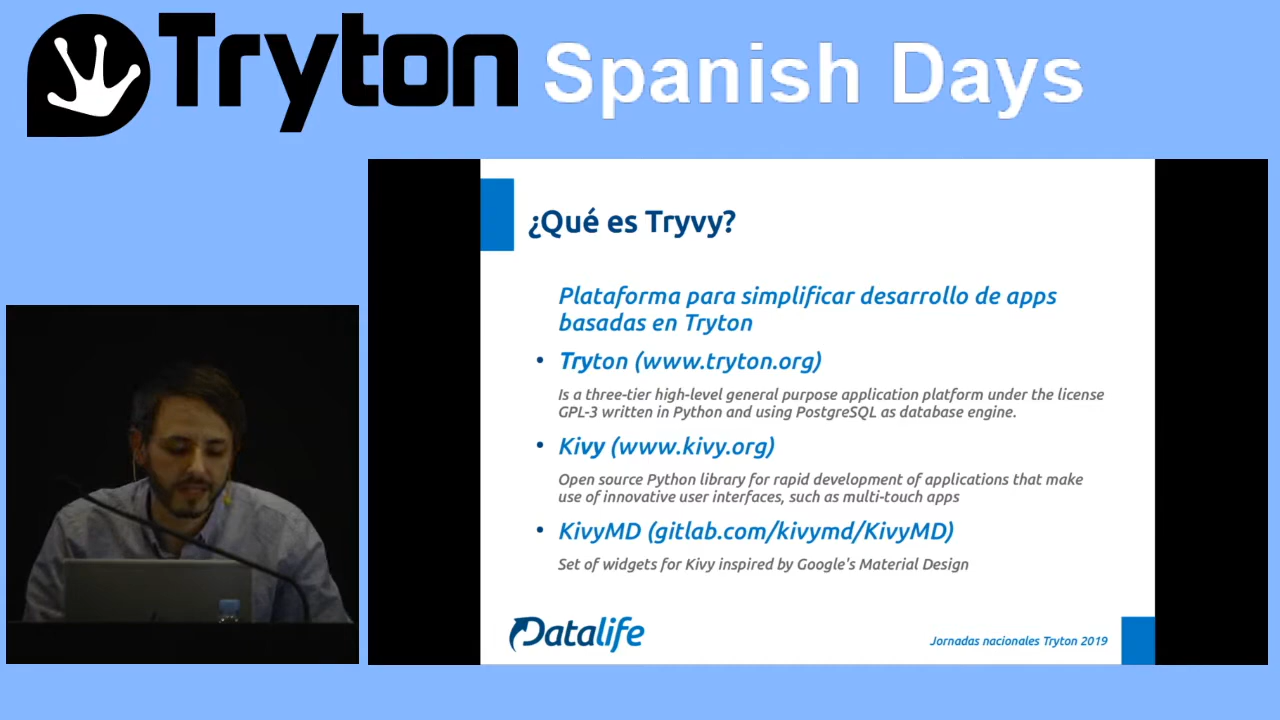 Tryton Spanish Days
¿Qué es Tryvy?
Plataforma para simplificar desarrollo de apps
basadas en Tryton
• Tryton (www.tryton.org)
Is a three-tier high-level general purpose application platform under the license
GPL-3 written in Python and using PostgreSQL as database engine.
• Kivy (www.kivy.org)
Open source Python library for rapid development of applications that make
use of innovative user interfaces, such as multi-touch apps
• KivyMD (gitlab.com/kivymd/KivyMD)
Set of widgets for Kivy inspired by Google's Material Design
Datalife
Jornadas nacionales Tryton 2019